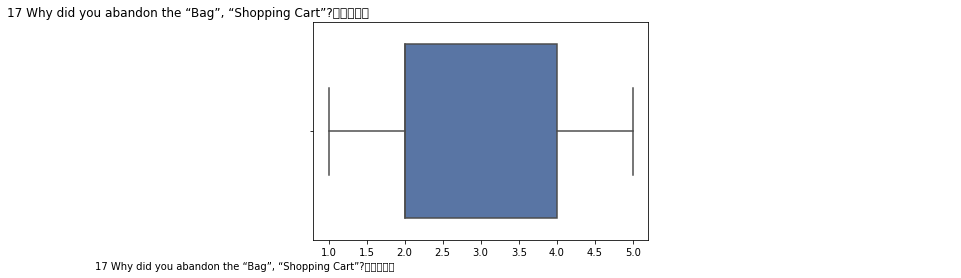 17 Why did you abandon the “Bag”, “Shopping Cart”?
1.0 1.5 2.0 2.5 3.0 3.5 4.0 4.5 5.0
17 Why did you abandon the “Bag”, “Shopping Cart”?